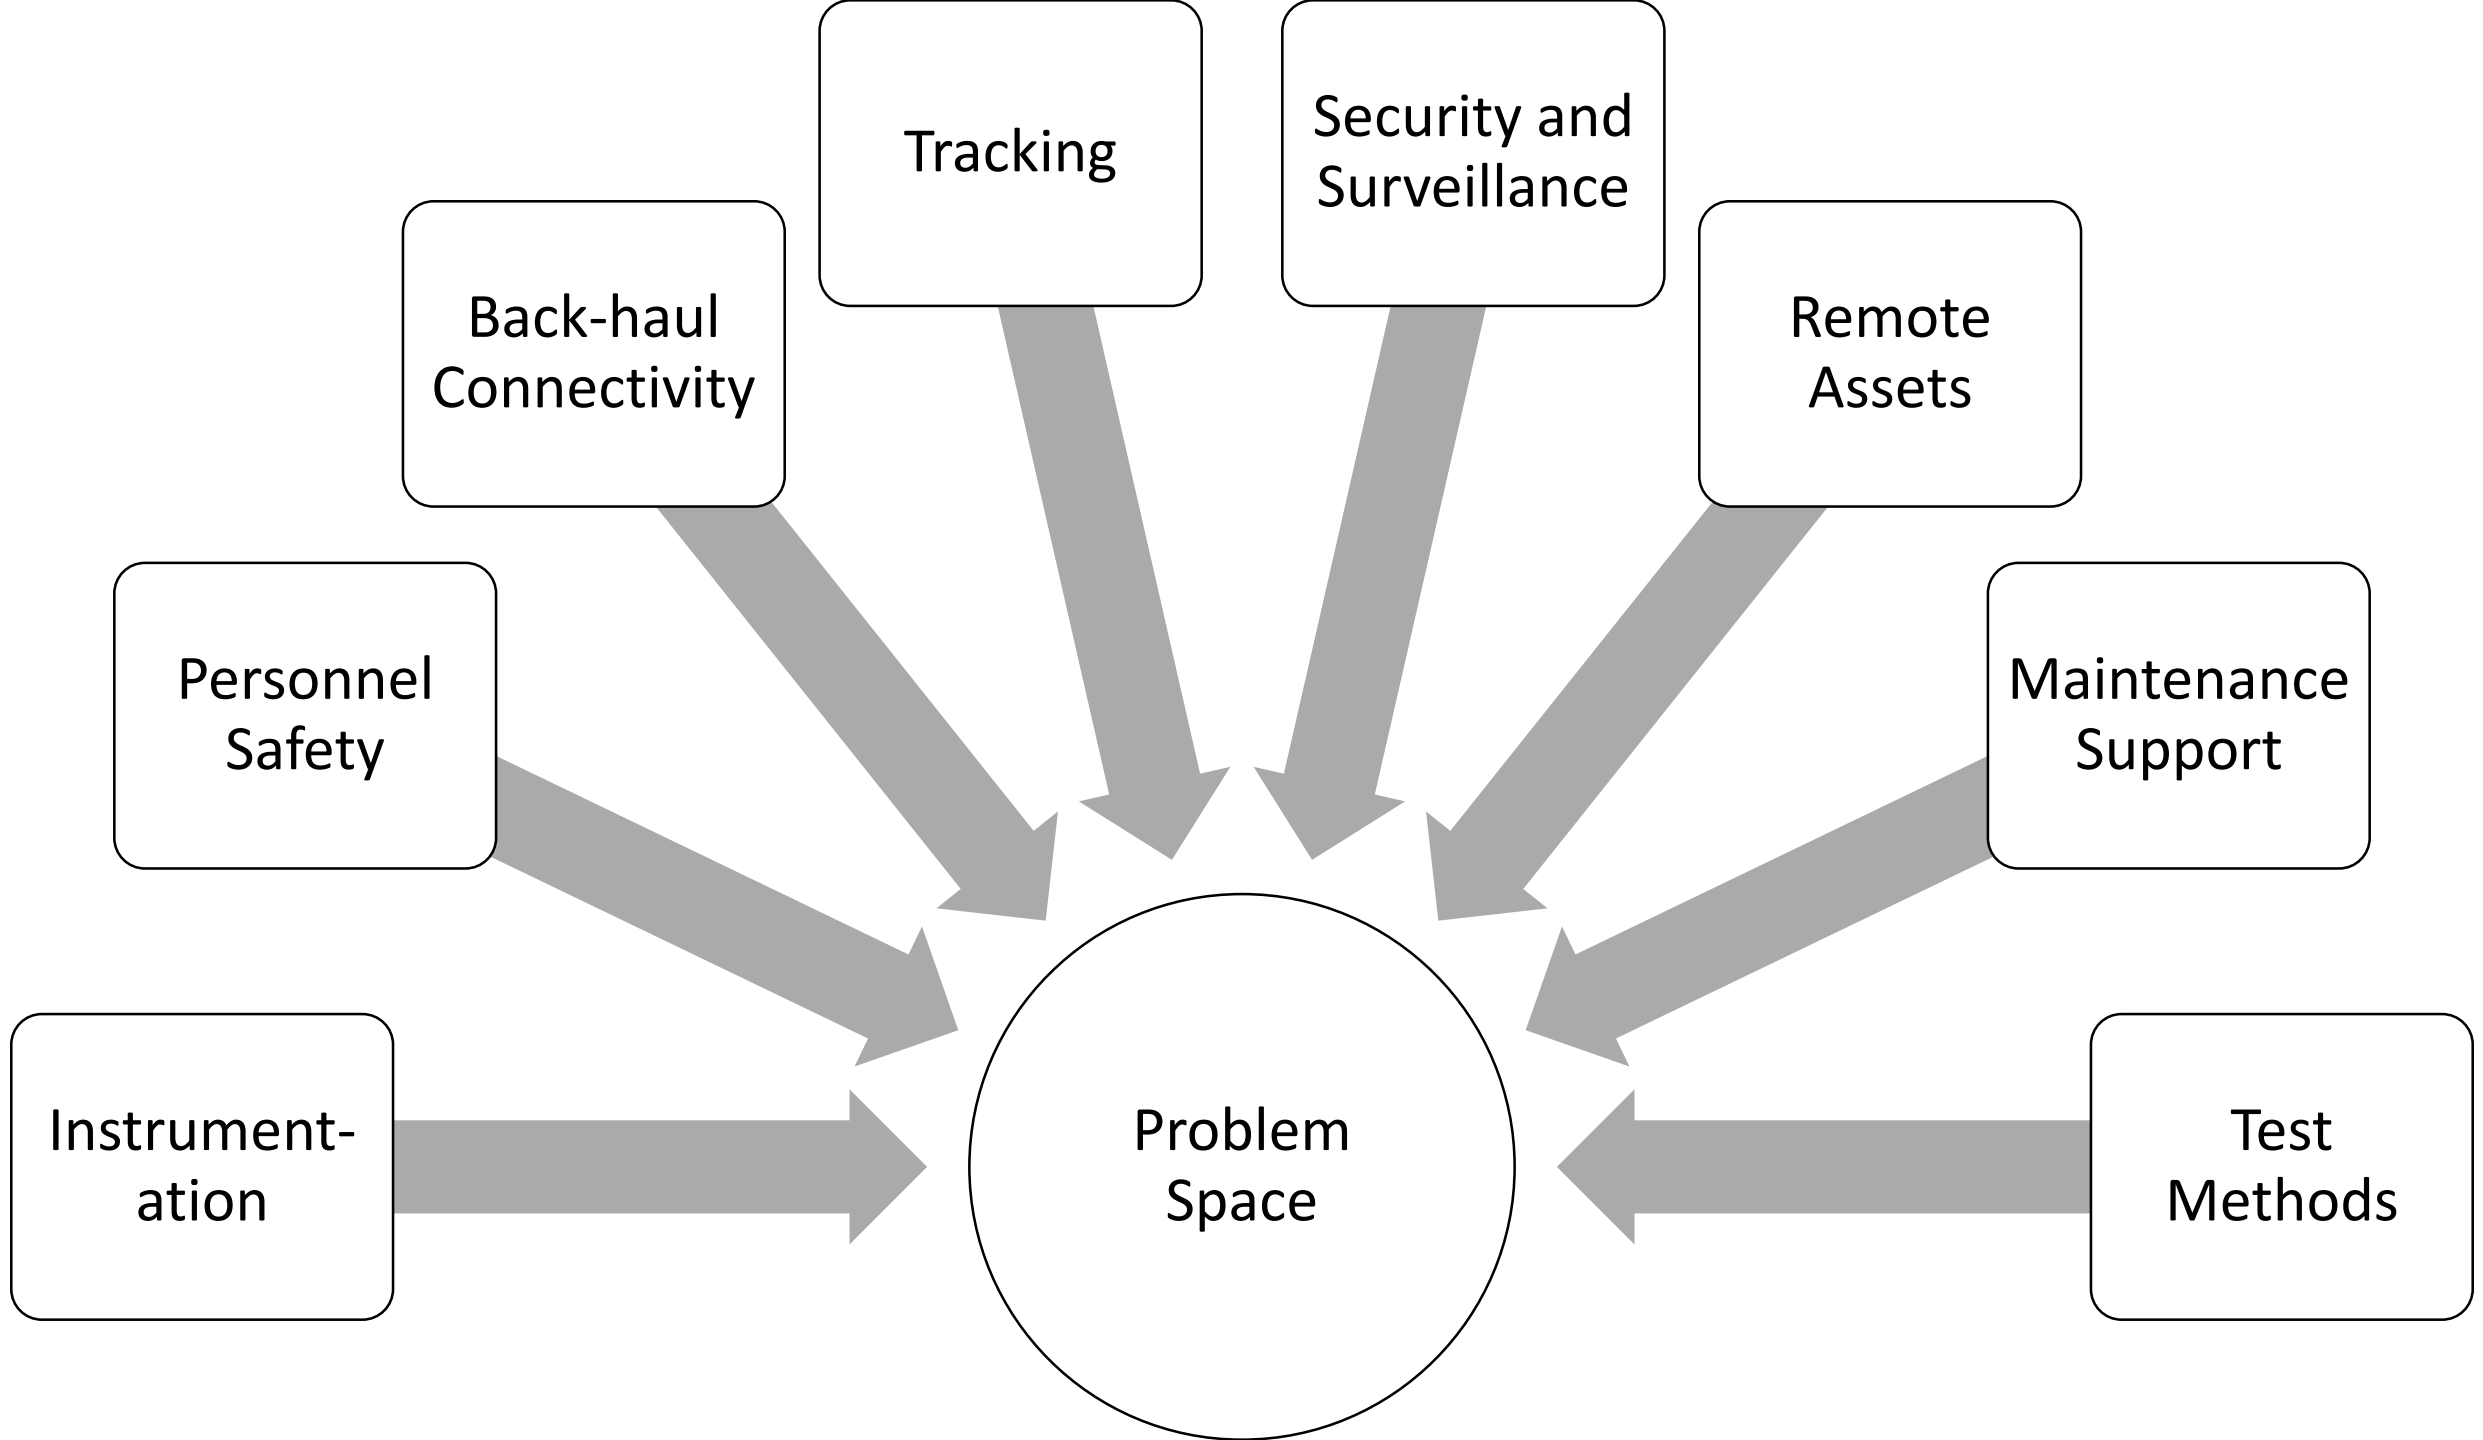 Tracking
Security and
Surveillance
Back-haul
Connectivity
Remote
Assets
Personnel
Safety
Maintenance
Support
Instrument-
ation
Problem
Space
Test
Methods